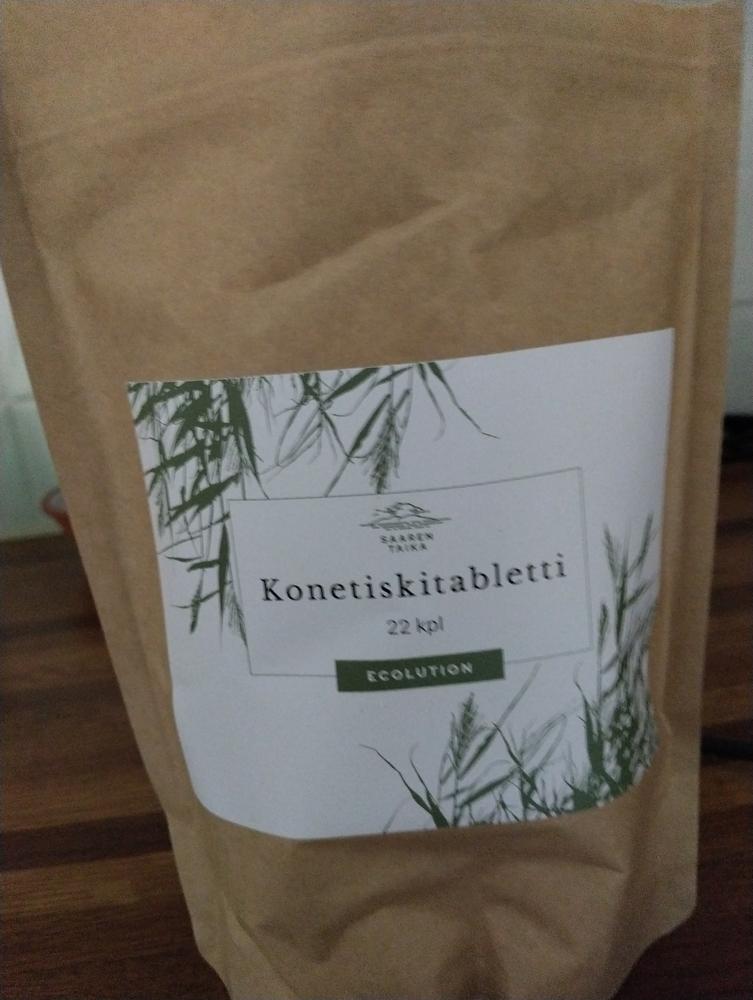 SAAREN
TAIKA
Konetiskitabletti
22 kpl
ECOLUTION